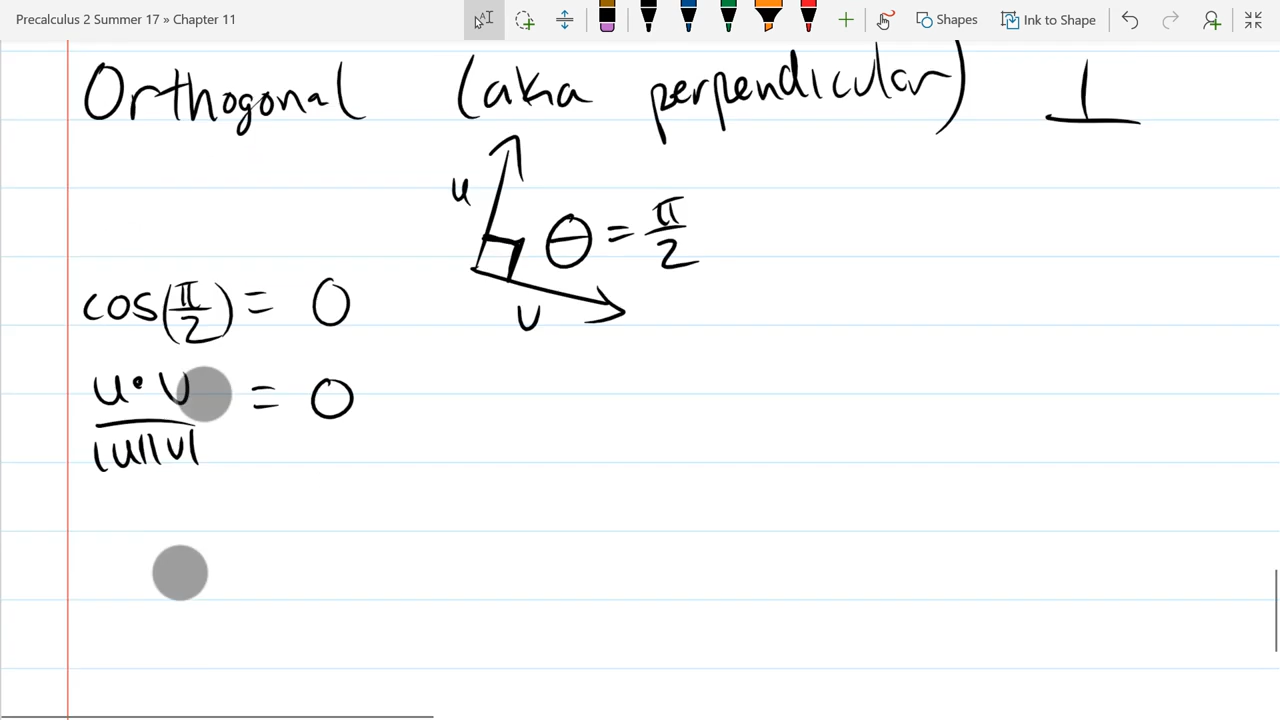 Precalculus 2 Summer 17 » Chapter 11
Shapes
Ink to Shape
Orthogonal (aka perpendicular) ⊥
u
θ = π/2
v
cos(π/2) = 0
u•v/|u||v| = 0